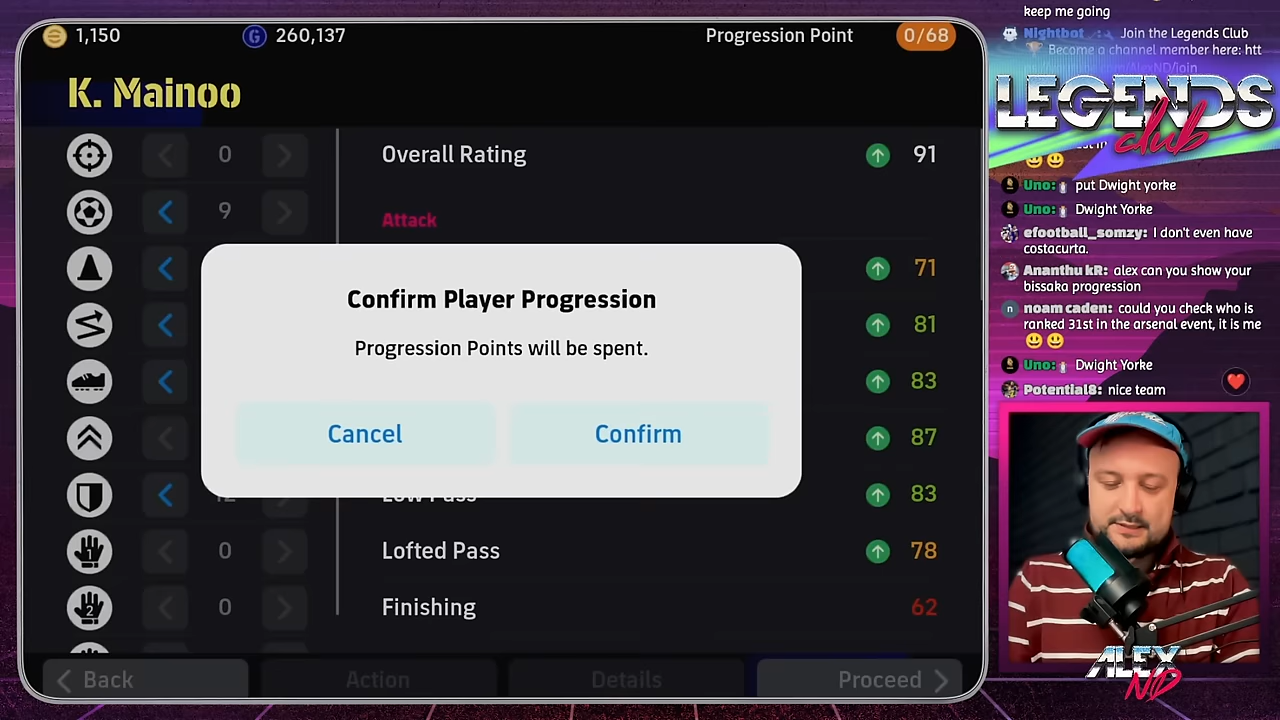 1,150
260,137
Progression Point
0/68
K. Mainoo
0
Overall Rating
91
9
Attack
71
81
83
87
Confirm Player Progression
Progression Points will be spent.
Cancel
Confirm
83
0
Lofted Pass
78
0
Finishing
62
Back
Action
Details
Proceed
keep me going
Nightbot
Join the Legends Club
Become a channel member here: htt
LEGENDS
club
Uno: put Dwight yorke
Uno: Dwight Yorke
efootball_somzy: I don't even have
costacurta.
Ananthu kR: alex can you show your
bissaka progression
noam caden: could you check who is
ranked 31st in the arsenal event, it is me
Uno: Dwight Yorke
Potential8: nice team
ALEX
ND